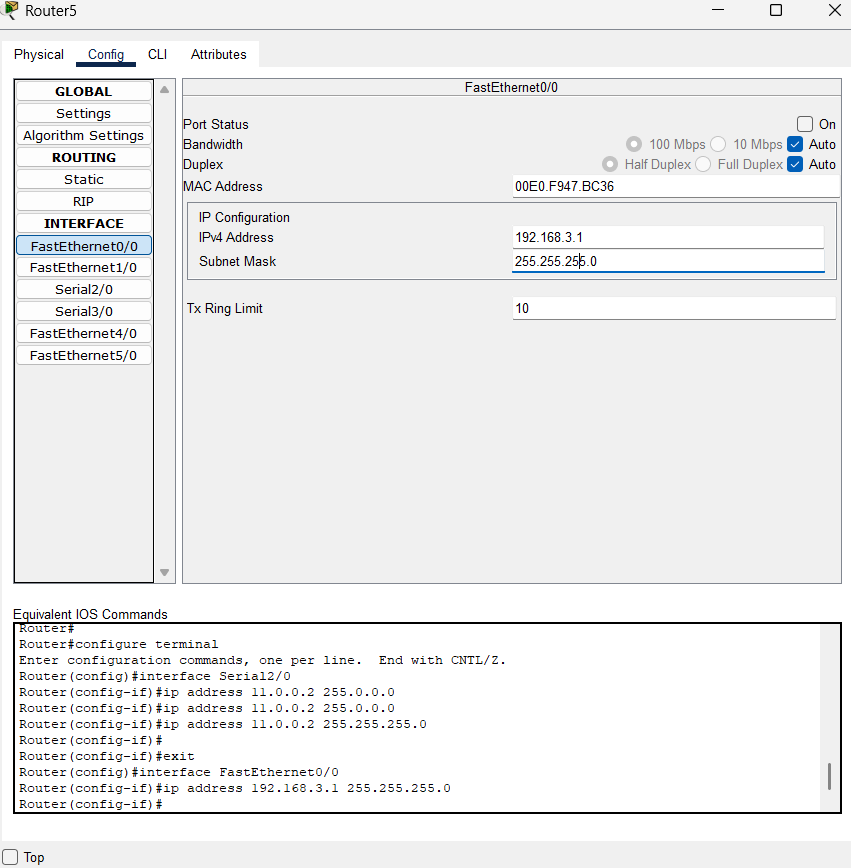 Router5
Physical Config CLI Attributes
GLOBAL
Settings
Algorithm Settings
ROUTING
Static
RIP
INTERFACE
FastEthernet0/0
FastEthernet1/0
Serial2/0
Serial3/0
FastEthernet4/0
FastEthernet5/0
FastEthernet0/0
Port Status On
Bandwidth 100 Mbps 10 Mbps Auto
Duplex Half Duplex Full Duplex Auto
MAC Address 00E0.F947.BC36
IP Configuration
IPv4 Address 192.168.3.1
Subnet Mask 255.255.255.0
Tx Ring Limit 10
Equivalent IOS Commands
Router#
Router#configure terminal
Enter configuration commands, one per line.  End with CNTL/Z.
Router(config)#interface Serial2/0
Router(config-if)#ip address 11.0.0.2 255.0.0.0
Router(config-if)#ip address 11.0.0.2 255.0.0.0
Router(config-if)#ip address 11.0.0.2 255.255.255.0
Router(config-if)#
Router(config-if)#exit
Router(config)#interface FastEthernet0/0
Router(config-if)#ip address 192.168.3.1 255.255.255.0
Router(config-if)#
Top